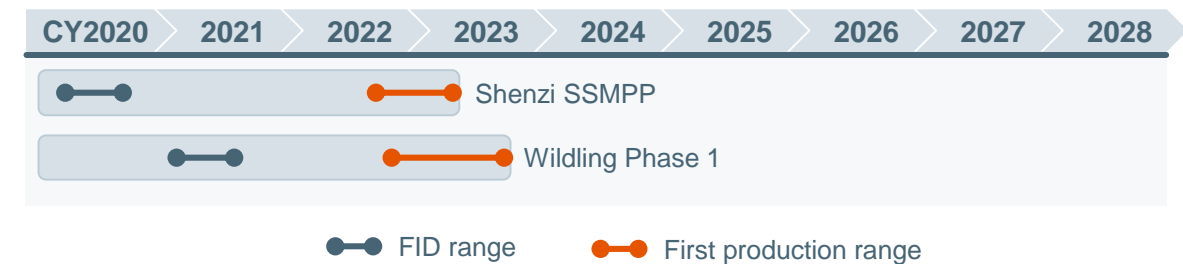 CY2020 2021 2022 2023 2024 2025 2026 2027 2028
Shenzi SSMPP
Wildling Phase 1
FID range First production range